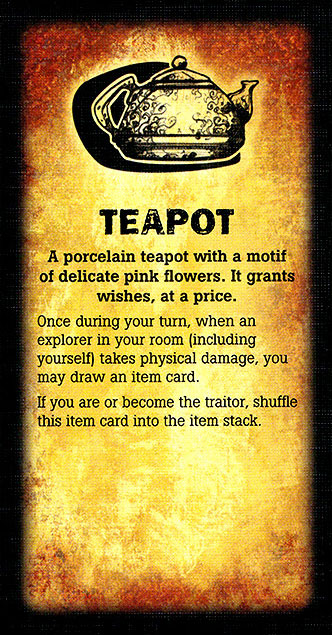 TEAPOT
A porcelain teapot with a motif
of delicate pink flowers. It grants
wishes, at a price.
Once during your turn, when an
explorer in your room (including
yourself) takes physical damage, you
may draw an item card.
If you are or become the traitor, shuffle
this item card into the item stack.